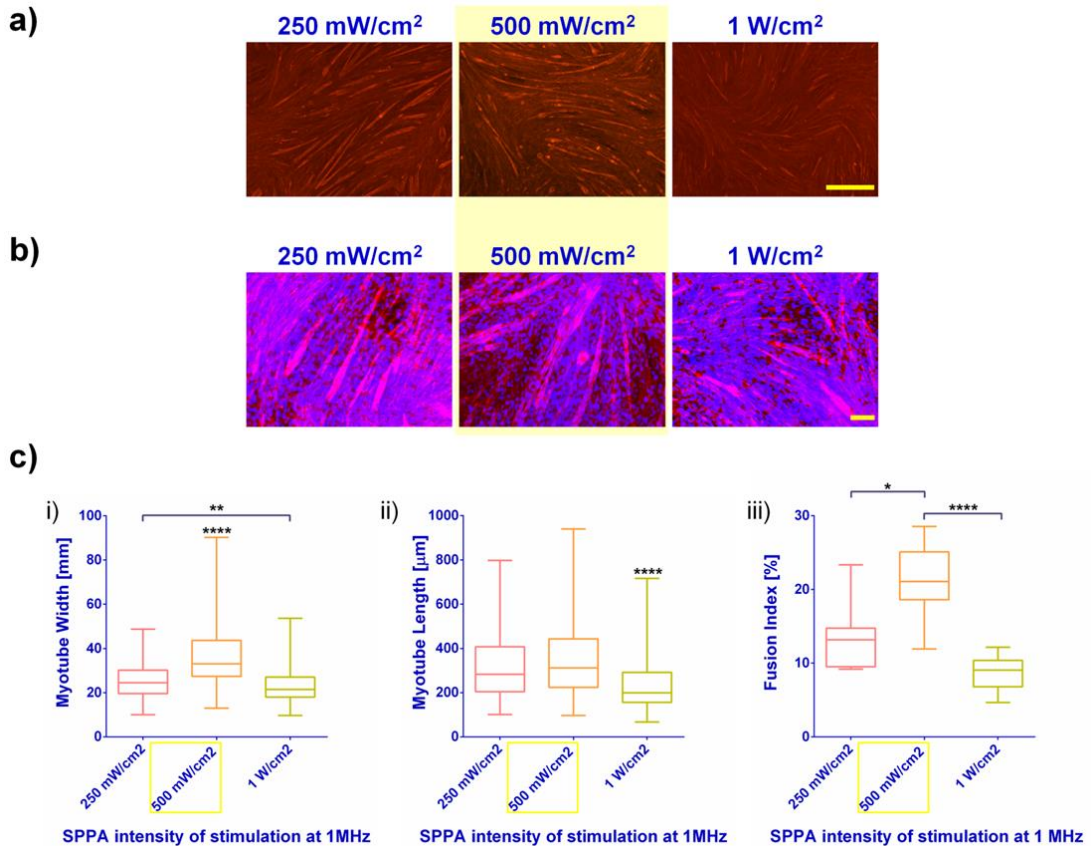 a)
250 mW/cm²
500 mW/cm²
1 W/cm²
b)
250 mW/cm²
500 mW/cm²
1 W/cm²
c)
i)
Myotube Width [mm]
100
80
60
40
20
0
**
****
250 mW/cm2
500 mW/cm2
1 W/cm2
SPPA intensity of stimulation at 1MHz
ii)
Myotube Length [µm]
1000
800
600
400
200
0
****
250 mW/cm2
500 mW/cm2
1 W/cm2
SPPA intensity of stimulation at 1MHz
iii)
Fusion Index [%]
30
20
10
0
*
****
250 mW/cm2
500 mW/cm2
1 W/cm2
SPPA intensity of stimulation at 1 MHz